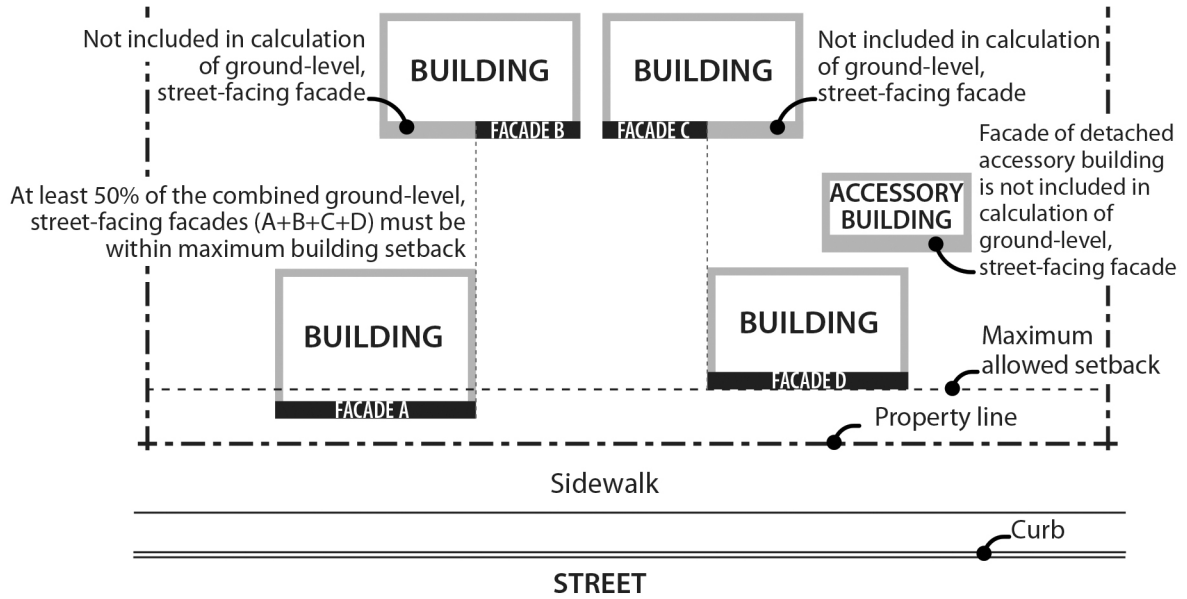 Not included in calculation
of ground-level,
street-facing facade
BUILDING
FACADE B
BUILDING
FACADE C
Not included in calculation
of ground-level,
street-facing facade
At least 50% of the combined ground-level,
street-facing facades (A+B+C+D) must be
within maximum building setback
ACCESSORY
BUILDING
Facade of detached
accessory building
is not included in
calculation of
ground-level,
street-facing facade
BUILDING
FACADE A
BUILDING
FACADE D
Maximum
allowed setback
Property line
Sidewalk
Curb
STREET